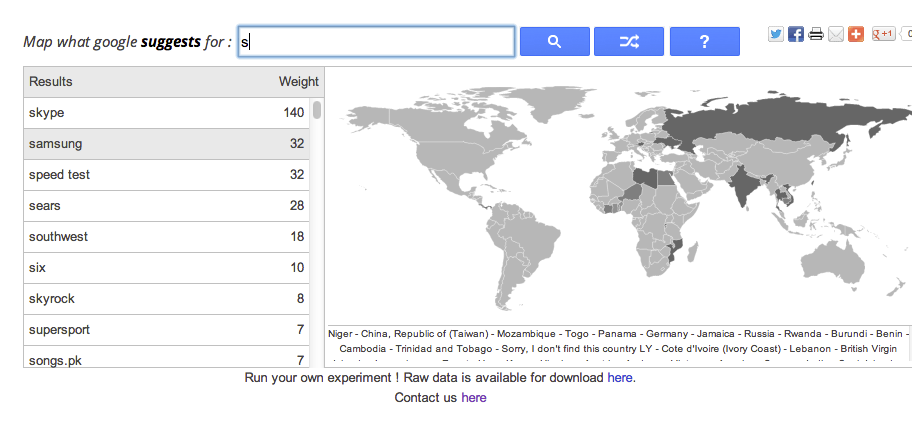 Map what google suggests for : s ?
g +1
Results Weight
skype 140
samsung 32
speed test 32
sears 28
southwest 18
six 10
skyrock 8
supersport 7
songs.pk 7
Niger - China, Republic of (Taiwan) - Mozambique - Togo - Panama - Germany - Jamaica - Russia - Rwanda - Burundi - Benin -
Cambodia - Trinidad and Tobago - Sorry, I don't find this country LY - Cote d'Ivoire (Ivory Coast) - Lebanon - British Virgin
Run your own experiment ! Raw data is available for download here.
Contact us here